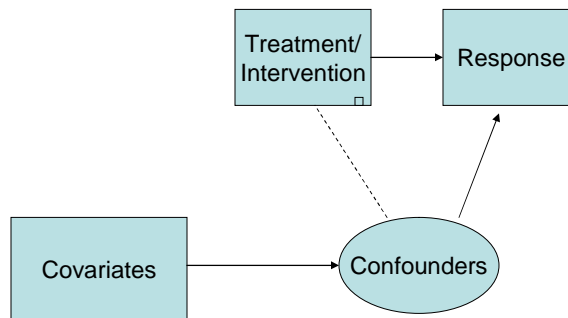 Treatment/
Intervention
Response
Covariates
Confounders